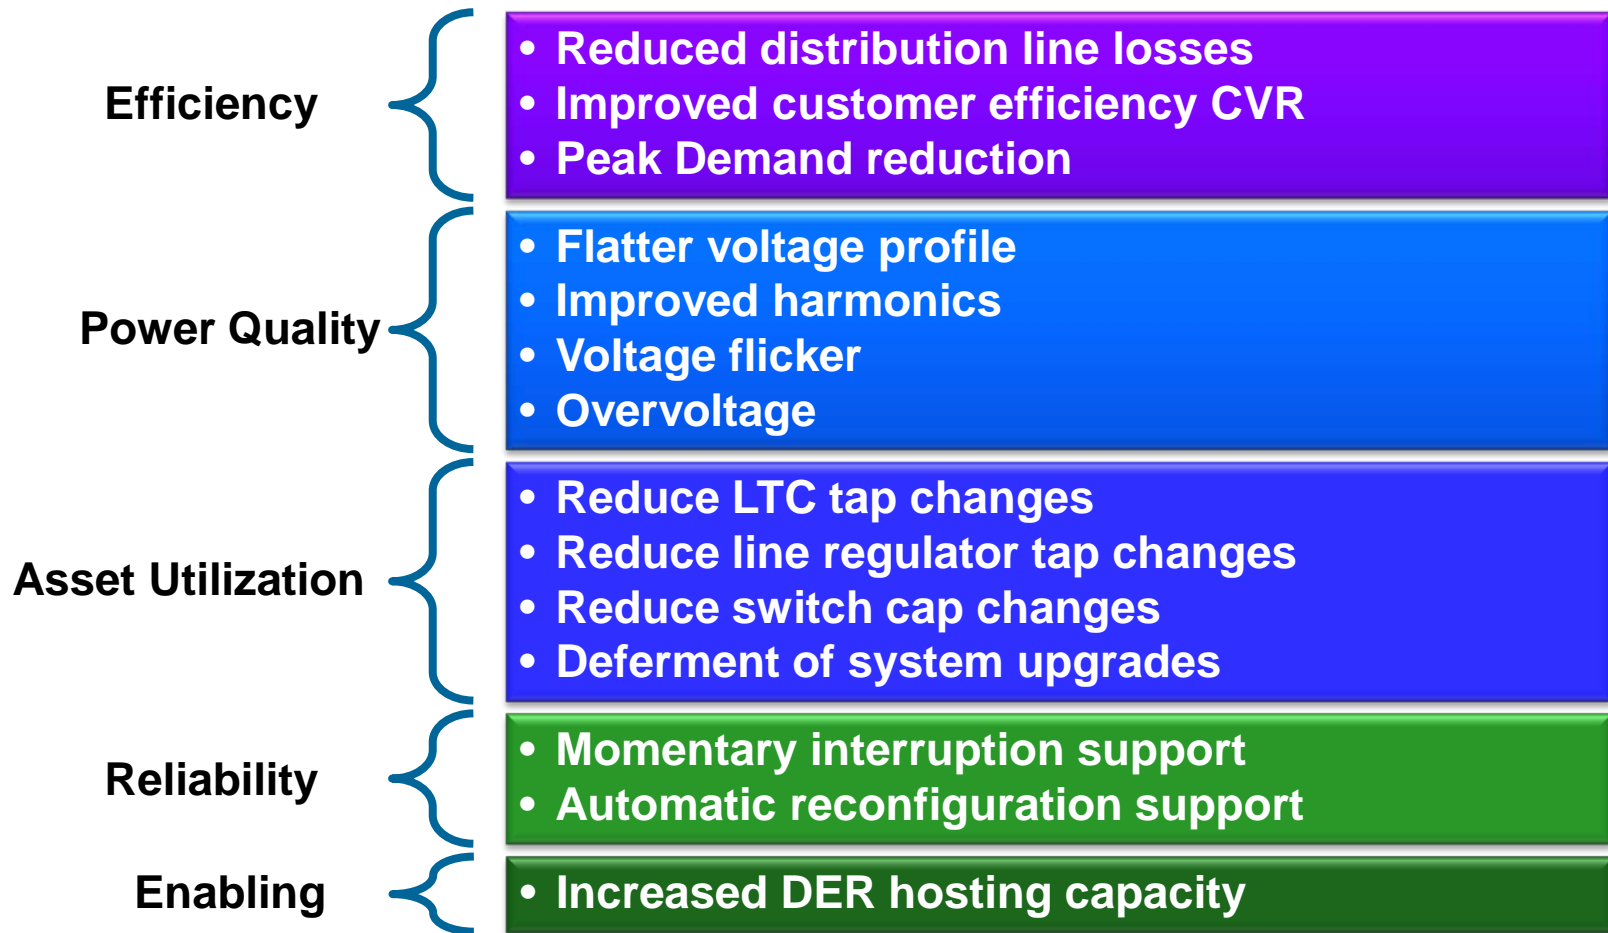 Efficiency
• Reduced distribution line losses
• Improved customer efficiency CVR
• Peak Demand reduction
Power Quality
• Flatter voltage profile
• Improved harmonics
• Voltage flicker
• Overvoltage
Asset Utilization
• Reduce LTC tap changes
• Reduce line regulator tap changes
• Reduce switch cap changes
• Deferment of system upgrades
Reliability
• Momentary interruption support
• Automatic reconfiguration support
Enabling
• Increased DER hosting capacity